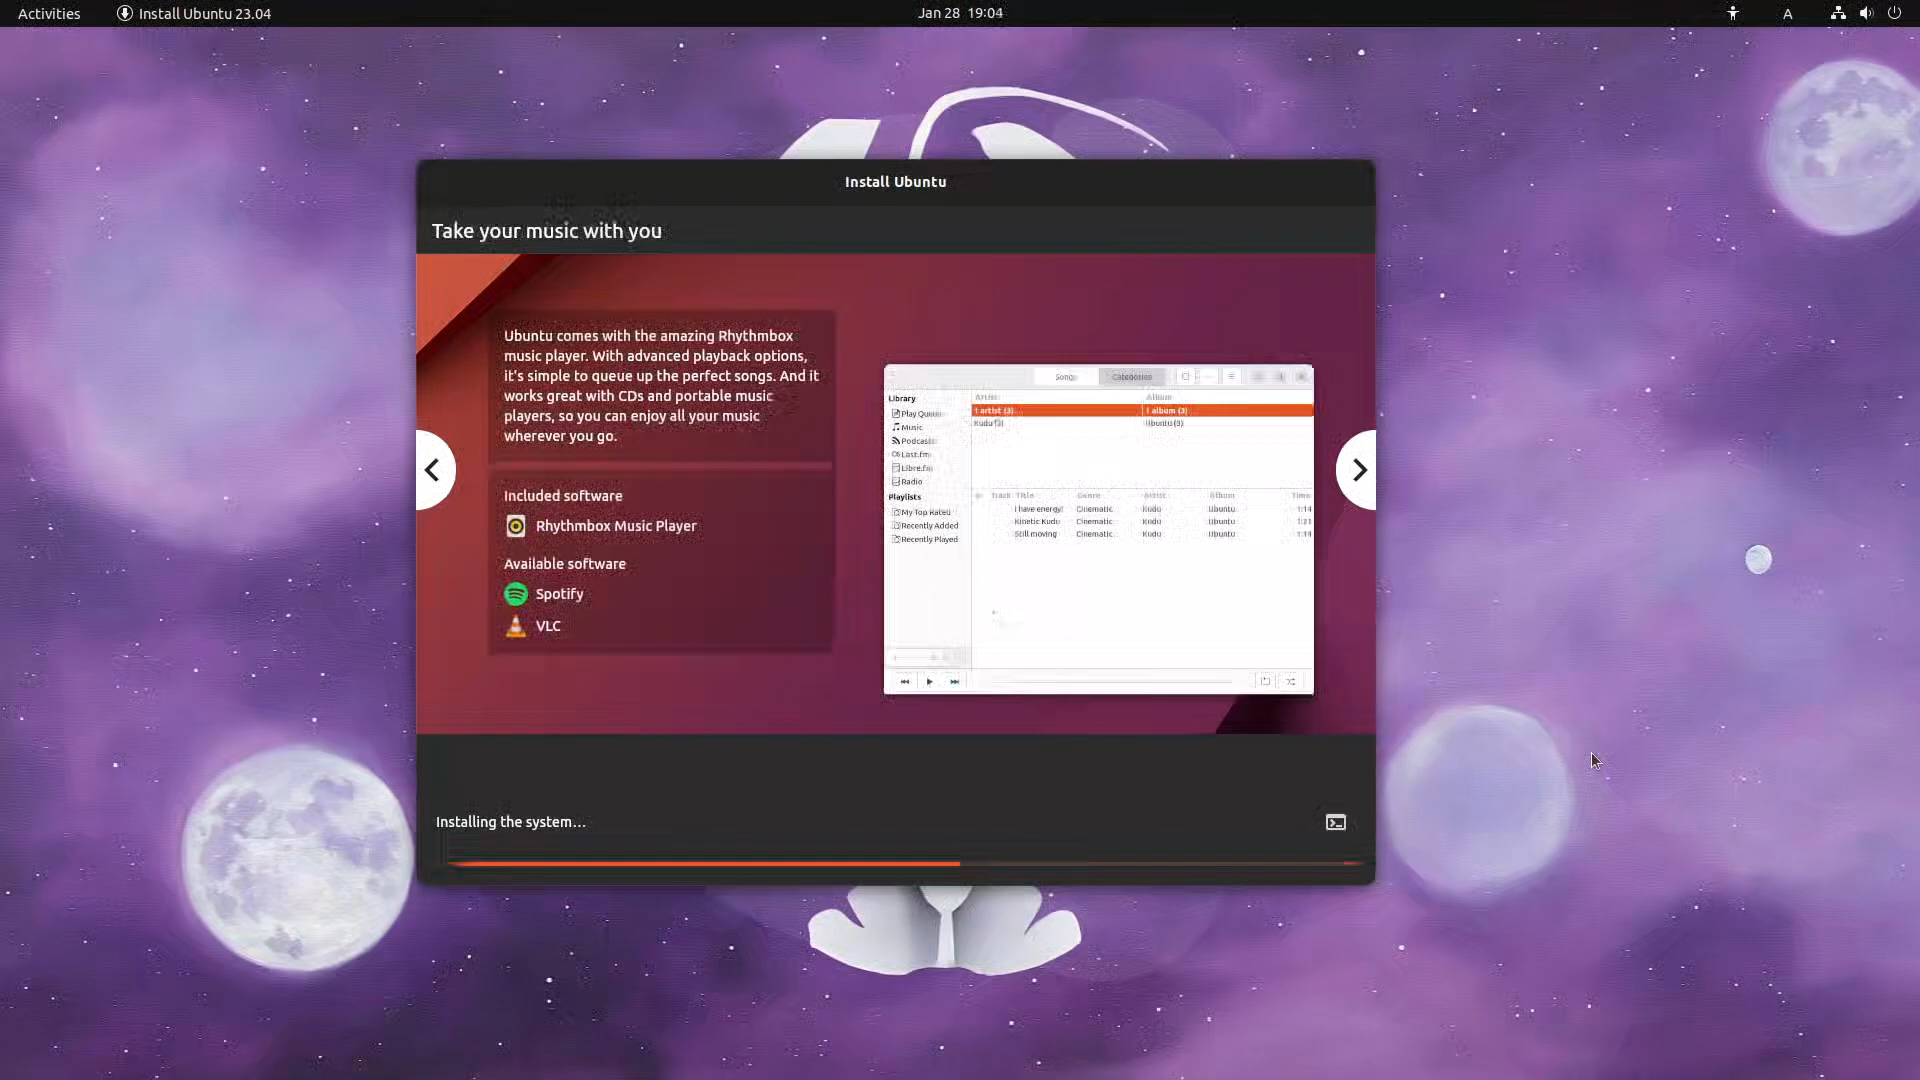 Activities
Install Ubuntu 23.04
Jan 28 19:04
A
Install Ubuntu
Take your music with you
Ubuntu comes with the amazing Rhythmbox
music player. With advanced playback options,
it's simple to queue up the perfect songs. And it
works great with CDs and portable music
players, so you can enjoy all your music
wherever you go.
Included software
Rhythmbox Music Player
Available software
Spotify
VLC
Songs Categories
Library
Play Queue
Music
Podcasts
Last.fm
Libre.fm
Radio
Playlists
My Top Rated
Recently Added
Recently Played
Artist Album
1 artist (3) 1 album (3)
Kudu (3) Ubuntu (3)
Track Title Genre Artist Album Time
I have energy! Cinematic Kudu Ubuntu 1:14
Kinetic Kudu Cinematic Kudu Ubuntu 1:21
Still moving Cinematic Kudu Ubuntu 1:14
Installing the system...